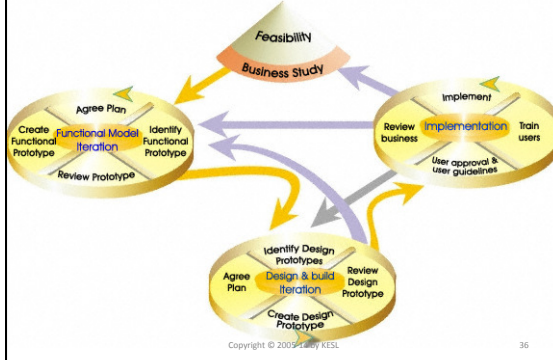 Feasibility
Business Study
Agree Plan
Create
Functional
Prototype
Functional Model
Iteration
Identify
Functional
Prototype
Review Prototype
Implement
Review
business
Implementation
Train
users
User approval &
user guidelines
Identify Design
Prototypes
Agree
Plan
Design & build
Iteration
Review
Design
Prototype
Create Design
Prototype
Copyright © 2005-14 by KESL
36